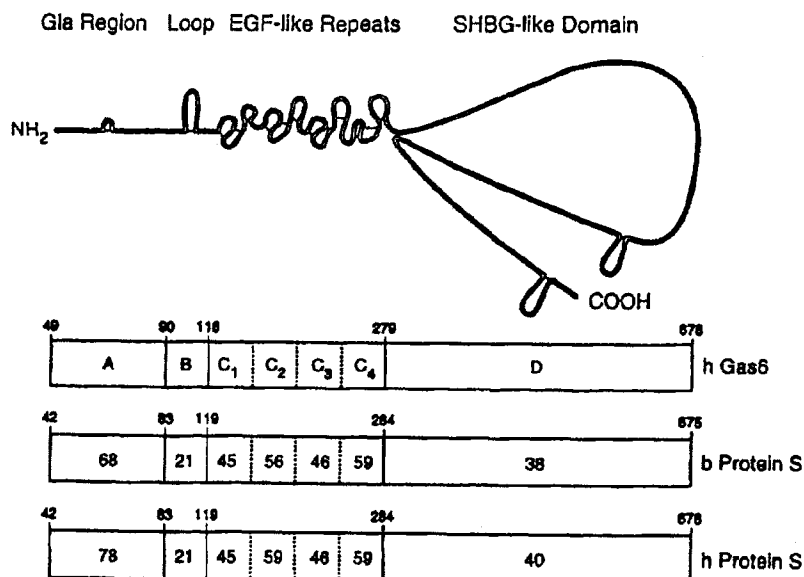 Gla Region Loop EGF-like Repeats SHBG-like Domain
NH2
COOH
49 90 118 279 678
A B C1 C2 C3 C4 D h Gas6
42 83 119 284 675
68 21 45 56 46 59 38 b Protein S
42 83 119 284 676
78 21 45 59 46 59 40 h Protein S